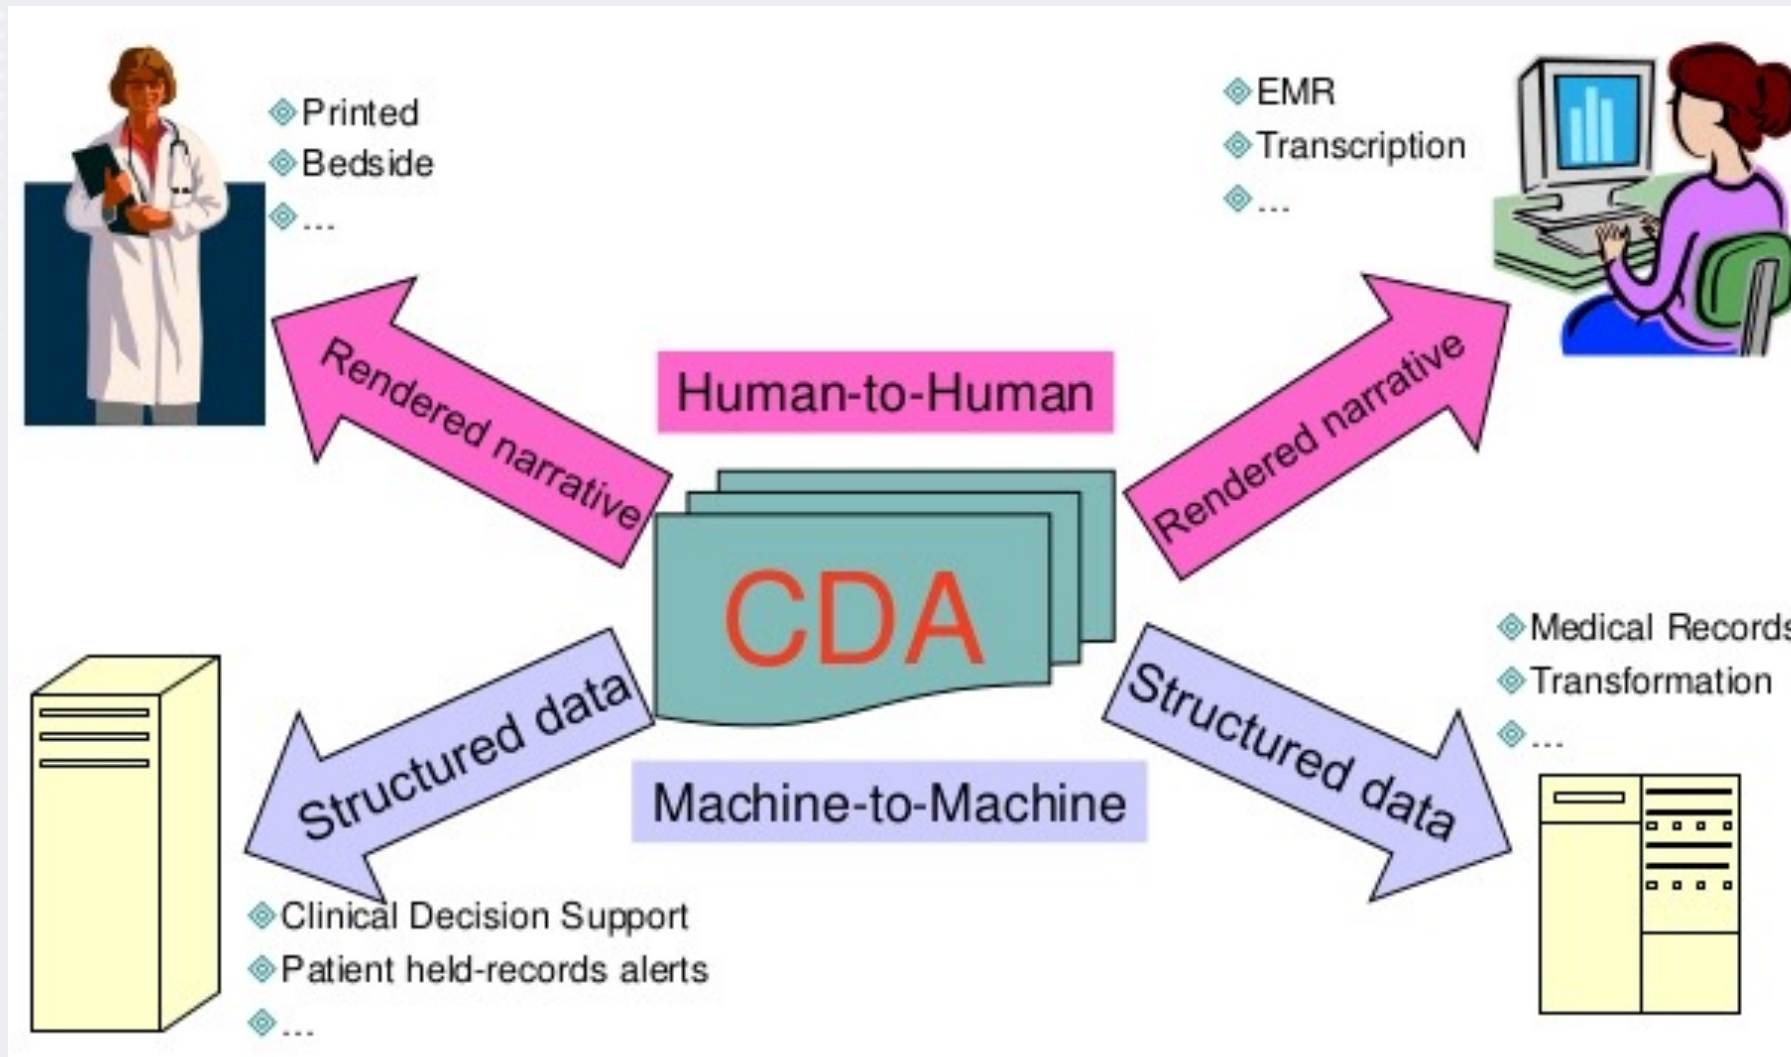 Printed
Bedside
...
EMR
Transcription
...
Rendered narrative
Human-to-Human
Rendered narrative
CDA
Structured data
Machine-to-Machine
Structured data
Medical Records
Transformation
...
Clinical Decision Support
Patient held-records alerts
...